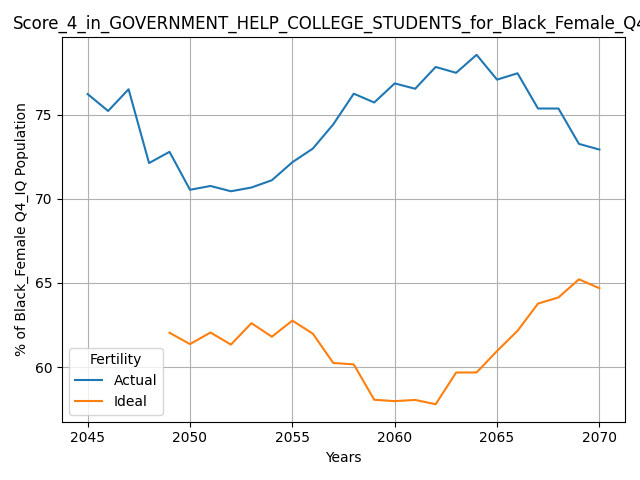 Score_4_in_GOVERNMENT_HELP_COLLEGE_STUDENTS_for_Black_Female_Q4
% of Black_Female Q4_IQ Population
75
70
65
60
Fertility
Actual
Ideal
2045 2050 2055 2060 2065 2070
Years